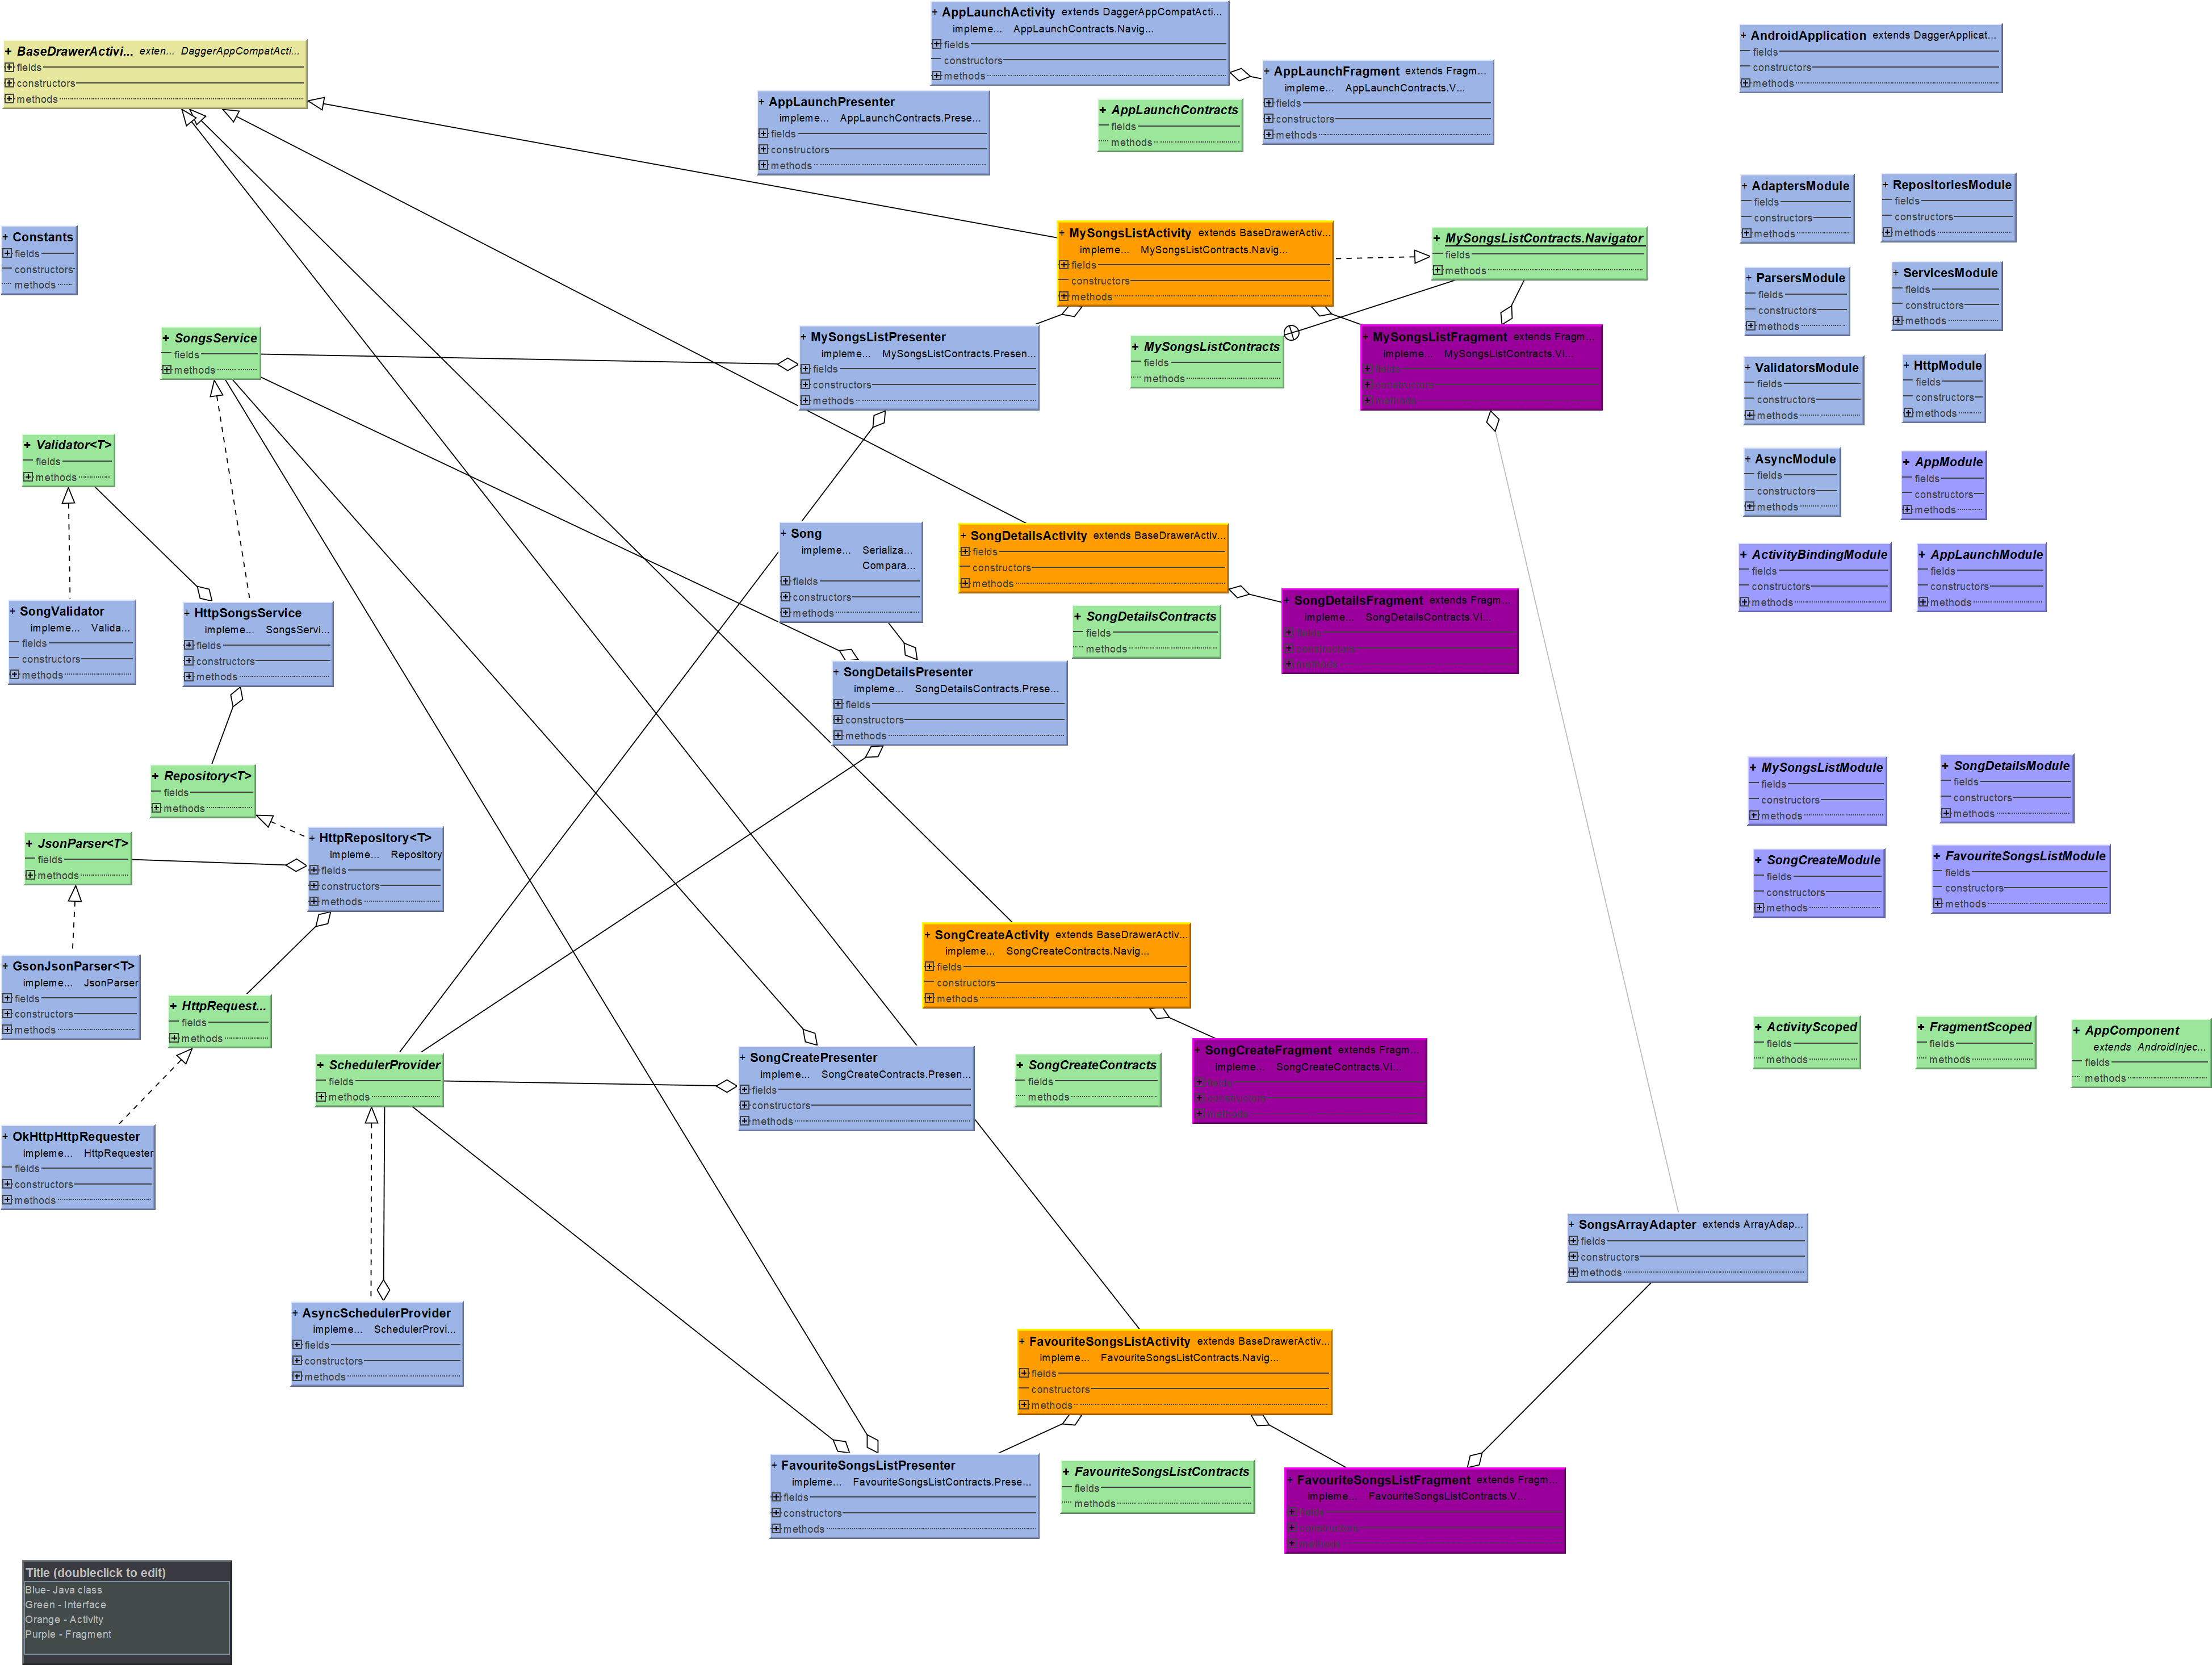 AppLaunchActivity extends DaggerAppCompatActi...
impleme... AppLaunchContracts.Navig...
fields
constructors
methods
AndroidApplication extends DaggerApplicat...
fields
constructors
methods
BaseDrawerActivi... exten... DaggerAppCompatActi...
fields
constructors
methods
AppLaunchFragment extends Fragm...
impleme... AppLaunchContracts.V...
fields
constructors
methods
AppLaunchPresenter
impleme... AppLaunchContracts.Prese...
fields
constructors
methods
AppLaunchContracts
fields
methods
AdaptersModule
fields
constructors
methods
RepositoriesModule
fields
constructors
methods
Constants
fields
constructors
methods
MySongsListActivity extends BaseDrawerActiv...
impleme... MySongsListContracts.Navig...
fields
constructors
methods
MySongsListContracts.Navigator
fields
methods
ParsersModule
fields
constructors
methods
ServicesModule
fields
constructors
methods
SongsService
fields
methods
MySongsListPresenter
impleme... MySongsListContracts.Presen...
fields
constructors
methods
MySongsListContracts
fields
methods
MySongsListFragment extends Fragm...
impleme... MySongsListContracts.Vi...
fields
constructors
methods
ValidatorsModule
fields
constructors
methods
HttpModule
fields
constructors
methods
Validator<T>
fields
methods
AsyncModule
fields
constructors
methods
AppModule
fields
constructors
methods
Song
impleme... Serializa...
Compara...
fields
constructors
methods
SongDetailsActivity extends BaseDrawerActiv...
fields
constructors
methods
ActivityBindingModule
fields
constructors
methods
AppLaunchModule
fields
constructors
methods
SongValidator
impleme... Valida...
fields
constructors
methods
HttpSongsService
impleme... SongsServi...
fields
constructors
methods
SongDetailsContracts
fields
methods
SongDetailsFragment extends Fragm...
impleme... SongDetailsContracts.Vi...
fields
constructors
methods
SongDetailsPresenter
impleme... SongDetailsContracts.Prese...
fields
constructors
methods
Repository<T>
fields
methods
MySongsListModule
fields
constructors
methods
SongDetailsModule
fields
constructors
methods
JsonParser<T>
fields
methods
HttpRepository<T>
impleme... Repository
fields
constructors
methods
SongCreateModule
fields
constructors
methods
FavouriteSongsListModule
fields
constructors
methods
GsonJsonParser<T>
impleme... JsonParser
fields
constructors
methods
HttpRequest...
fields
methods
SongCreateActivity extends BaseDrawerActiv...
impleme... SongCreateContracts.Navig...
fields
constructors
methods
ActivityScoped
fields
methods
FragmentScoped
fields
methods
AppComponent
extends AndroidInjec...
fields
methods
SchedulerProvider
fields
methods
SongCreatePresenter
impleme... SongCreateContracts.Presen...
fields
constructors
methods
SongCreateContracts
fields
methods
SongCreateFragment extends Fragm...
impleme... SongCreateContracts.Vi...
fields
constructors
methods
OkHttpHttpRequester
impleme... HttpRequester
fields
constructors
methods
SongsArrayAdapter extends ArrayAdap...
fields
constructors
methods
AsyncSchedulerProvider
impleme... SchedulerProvi...
fields
constructors
methods
FavouriteSongsListActivity extends BaseDrawerActiv...
impleme... FavouriteSongsListContracts.Navig...
fields
constructors
methods
FavouriteSongsListPresenter
impleme... FavouriteSongsListContracts.Prese...
fields
constructors
methods
FavouriteSongsListContracts
fields
methods
FavouriteSongsListFragment extends Fragm...
impleme... FavouriteSongsListContracts.V...
fields
constructors
methods
Title (doubleclick to edit)
Blue- Java class
Green - Interface
Orange - Activity
Purple - Fragment